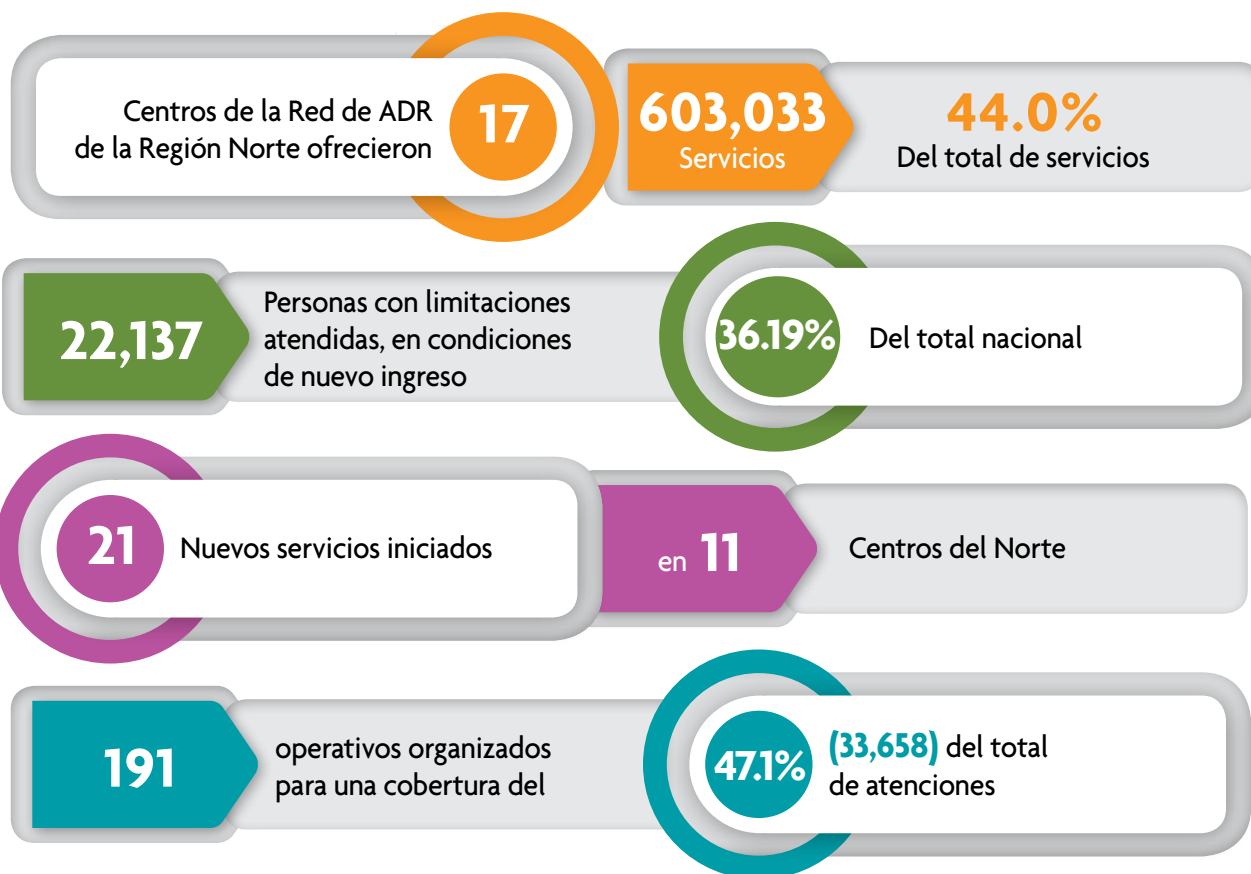 Centros de la Red de ADR
de la Región Norte ofrecieron
17
603,033
Servicios
44.0%
Del total de servicios
22,137
Personas con limitaciones
atendidas, en condiciones
de nuevo ingreso
36.19%
Del total nacional
21
Nuevos servicios iniciados
en 11
Centros del Norte
191
operativos organizados
para una cobertura del
47.1%
(33,658) del total
de atenciones